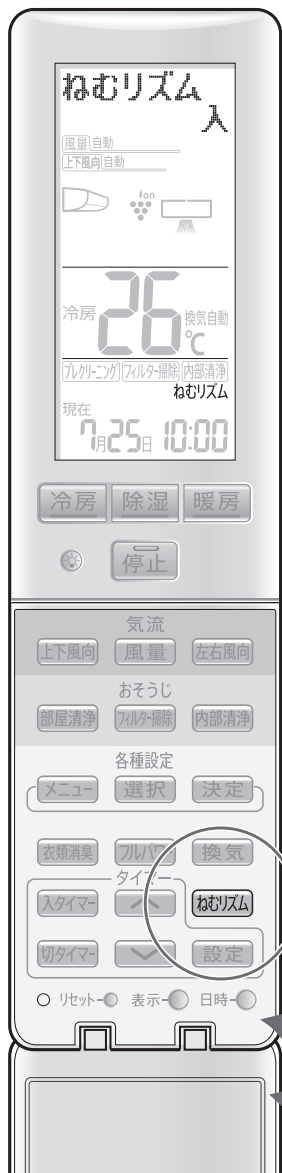 ねむリズム
入
風量 自動
上下風向 自動
Ion
冷房 26 ℃ 換気自動
プレクリーニング フィルター掃除 内部清浄
ねむリズム
現在
7月25日 10:00
冷房 除湿 暖房
停止
気流
上下風向 風量 左右風向
おそうじ
部屋清浄 フィルター掃除 内部清浄
各種設定
メニュー 選択 決定
衣類消臭 フルパワー 換気
タイマー
入タイマー ねむリズム
切タイマー 設定
リセット 表示 日時